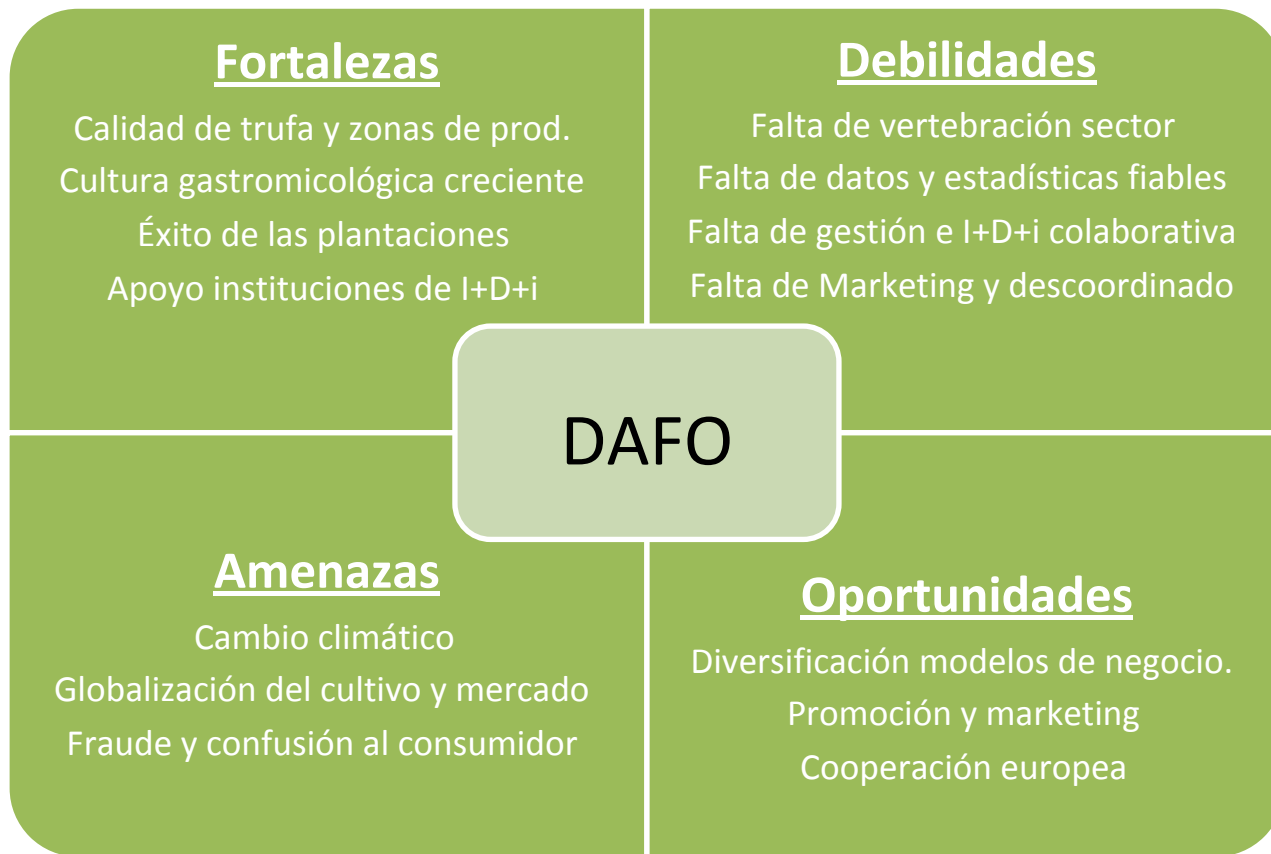 Fortalezas
Calidad de trufa y zonas de prod.
Cultura gastromicológica creciente
Éxito de las plantaciones
Apoyo instituciones de I+D+i
Debilidades
Falta de vertebración sector
Falta de datos y estadísticas fiables
Falta de gestión e I+D+i colaborativa
Falta de Marketing y descoordinado
DAFO
Amenazas
Cambio climático
Globalización del cultivo y mercado
Fraude y confusión al consumidor
Oportunidades
Diversificación modelos de negocio.
Promoción y marketing
Cooperación europea